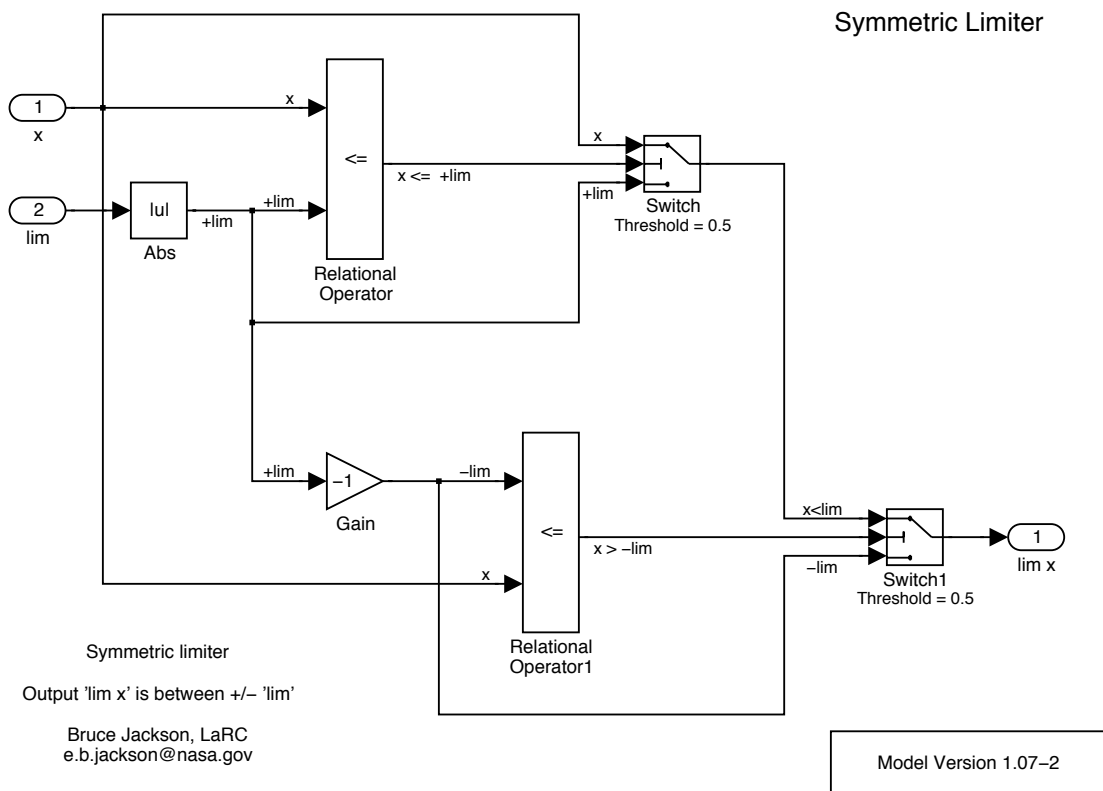 Symmetric Limiter
1
x
x
<=
x
x <= +lim
+lim
Switch
Threshold = 0.5
2
lim
|u|
Abs
+lim
+lim
Relational
Operator
+lim
−1
Gain
−lim
<=
x
x > −lim
Relational
Operator1
x<lim
−lim
Switch1
Threshold = 0.5
1
lim x
Symmetric limiter
Output 'lim x' is between +/− 'lim'
Bruce Jackson, LaRC
e.b.jackson@nasa.gov
Model Version 1.07−2